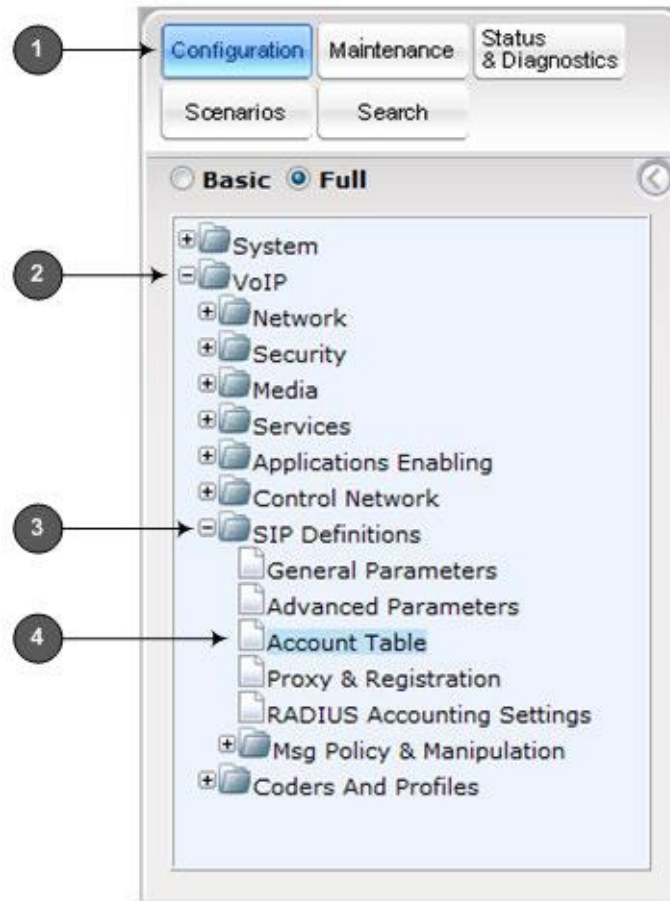 1
Configuration
Maintenance
Status
& Diagnostics
Scenarios
Search
Basic
Full
System
2
VoIP
Network
Security
Media
Services
Applications Enabling
Control Network
3
SIP Definitions
General Parameters
Advanced Parameters
4
Account Table
Proxy & Registration
RADIUS Accounting Settings
Msg Policy & Manipulation
Coders And Profiles